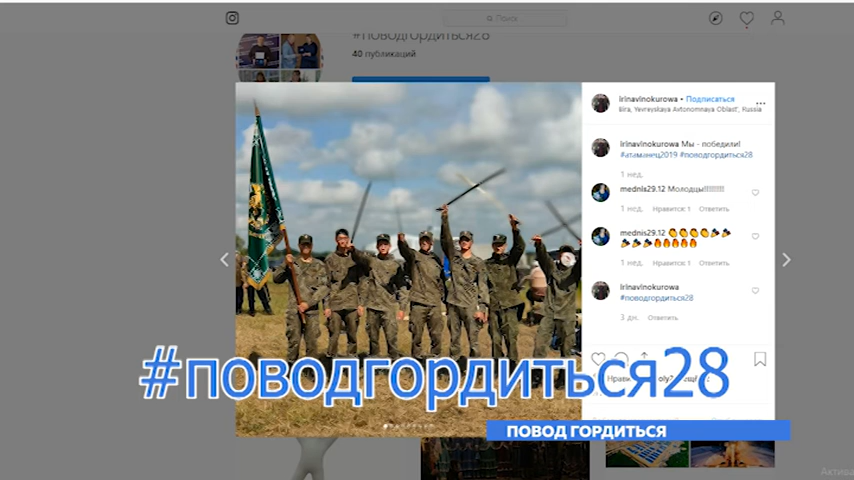 Поиск
#поводгордиться28
40 публикаций
irinavinokurowa • Подписаться
Bira, Yevreyskaya Avtonomnaya Oblast', Russia
irinavinokurowa Мы - победили!
#атаманец2019 #поводгордиться28
1 нед.
mednis29.12 Молодцы!!!!!!!!!
1 нед. Нравится: 1 Ответить
mednis29.12 👏👏👏👏🎉🎉
🎉🎉🎉🔥🔥🔥🔥🔥
1 нед. Нравится: 1 Ответить
irinavinokurowa
#поводгордиться28
3 дн. Ответить
#поводгордиться28
ПОВОД ГОРДИТЬСЯ